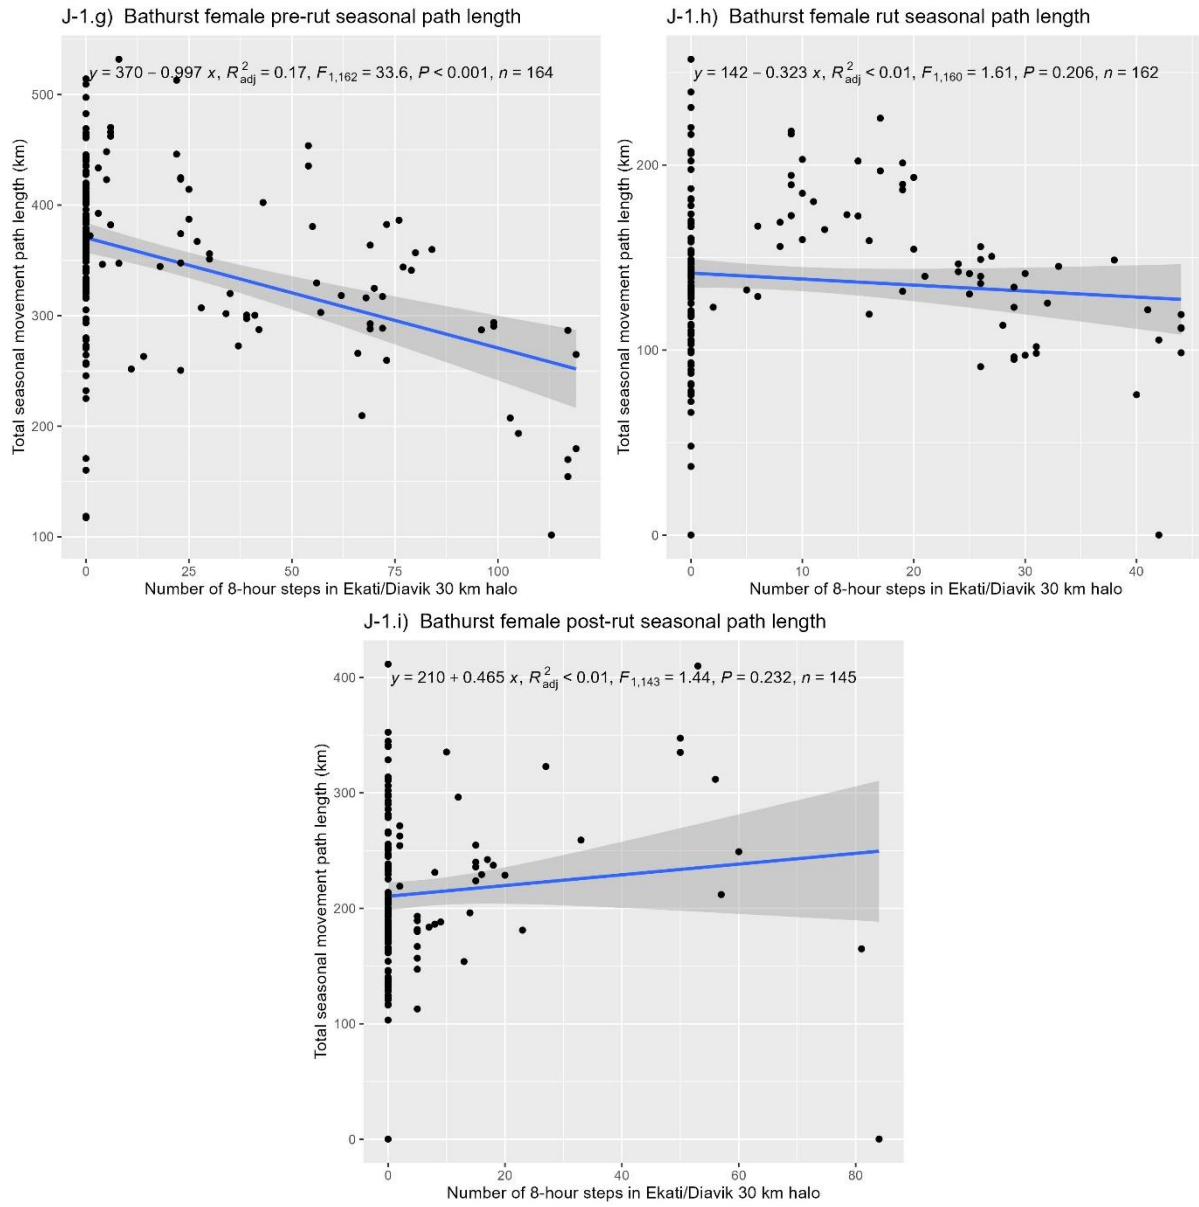 J-1.g) Bathurst female pre-rut seasonal path length
y = 370 − 0.997 x, R²adj = 0.17, F1,162 = 33.6, P < 0.001, n = 164
Total seasonal movement path length (km)
500
400
300
200
100
0 25 50 75 100
Number of 8-hour steps in Ekati/Diavik 30 km halo
J-1.h) Bathurst female rut seasonal path length
y = 142 − 0.323 x, R²adj < 0.01, F1,160 = 1.61, P = 0.206, n = 162
Total seasonal movement path length (km)
200
100
0
0 10 20 30 40
Number of 8-hour steps in Ekati/Diavik 30 km halo
J-1.i) Bathurst female post-rut seasonal path length
y = 210 + 0.465 x, R²adj < 0.01, F1,143 = 1.44, P = 0.232, n = 145
Total seasonal movement path length (km)
400
300
200
100
0
0 20 40 60 80
Number of 8-hour steps in Ekati/Diavik 30 km halo